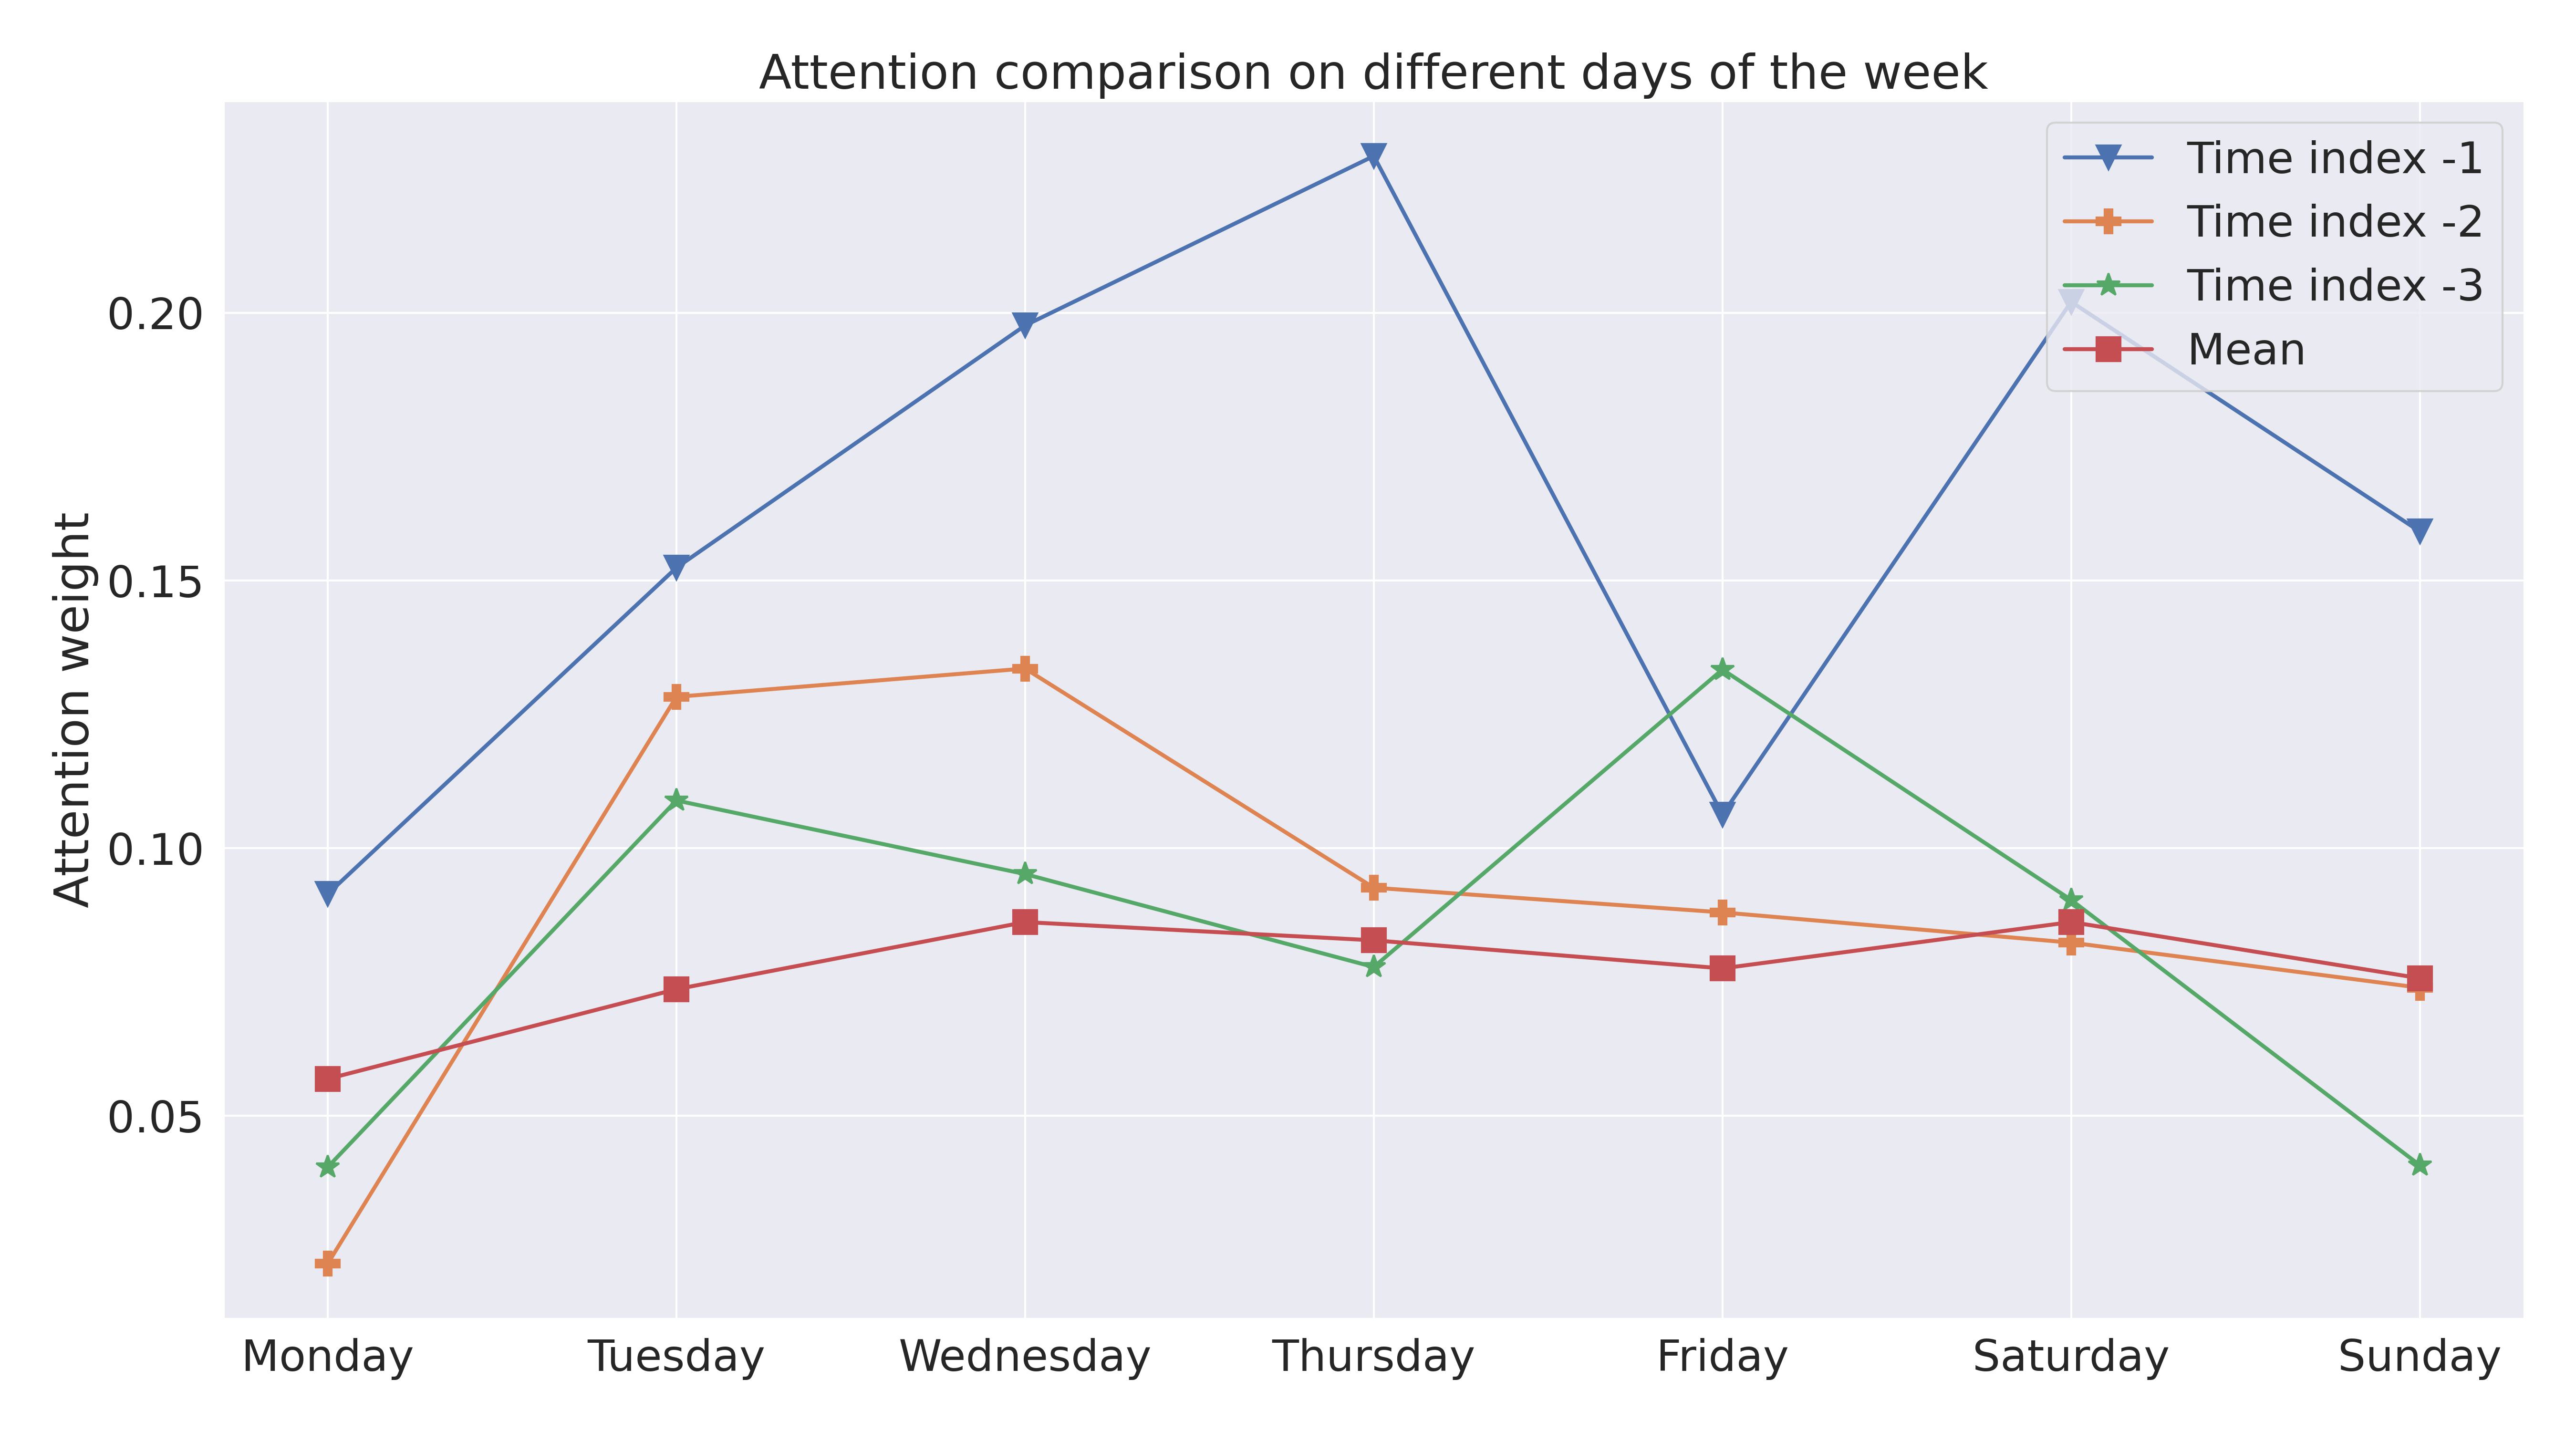 Attention comparison on different days of the week
Time index -1
Time index -2
Time index -3
Mean
Attention weight
0.20
0.15
0.10
0.05
Monday Tuesday Wednesday Thursday Friday Saturday Sunday